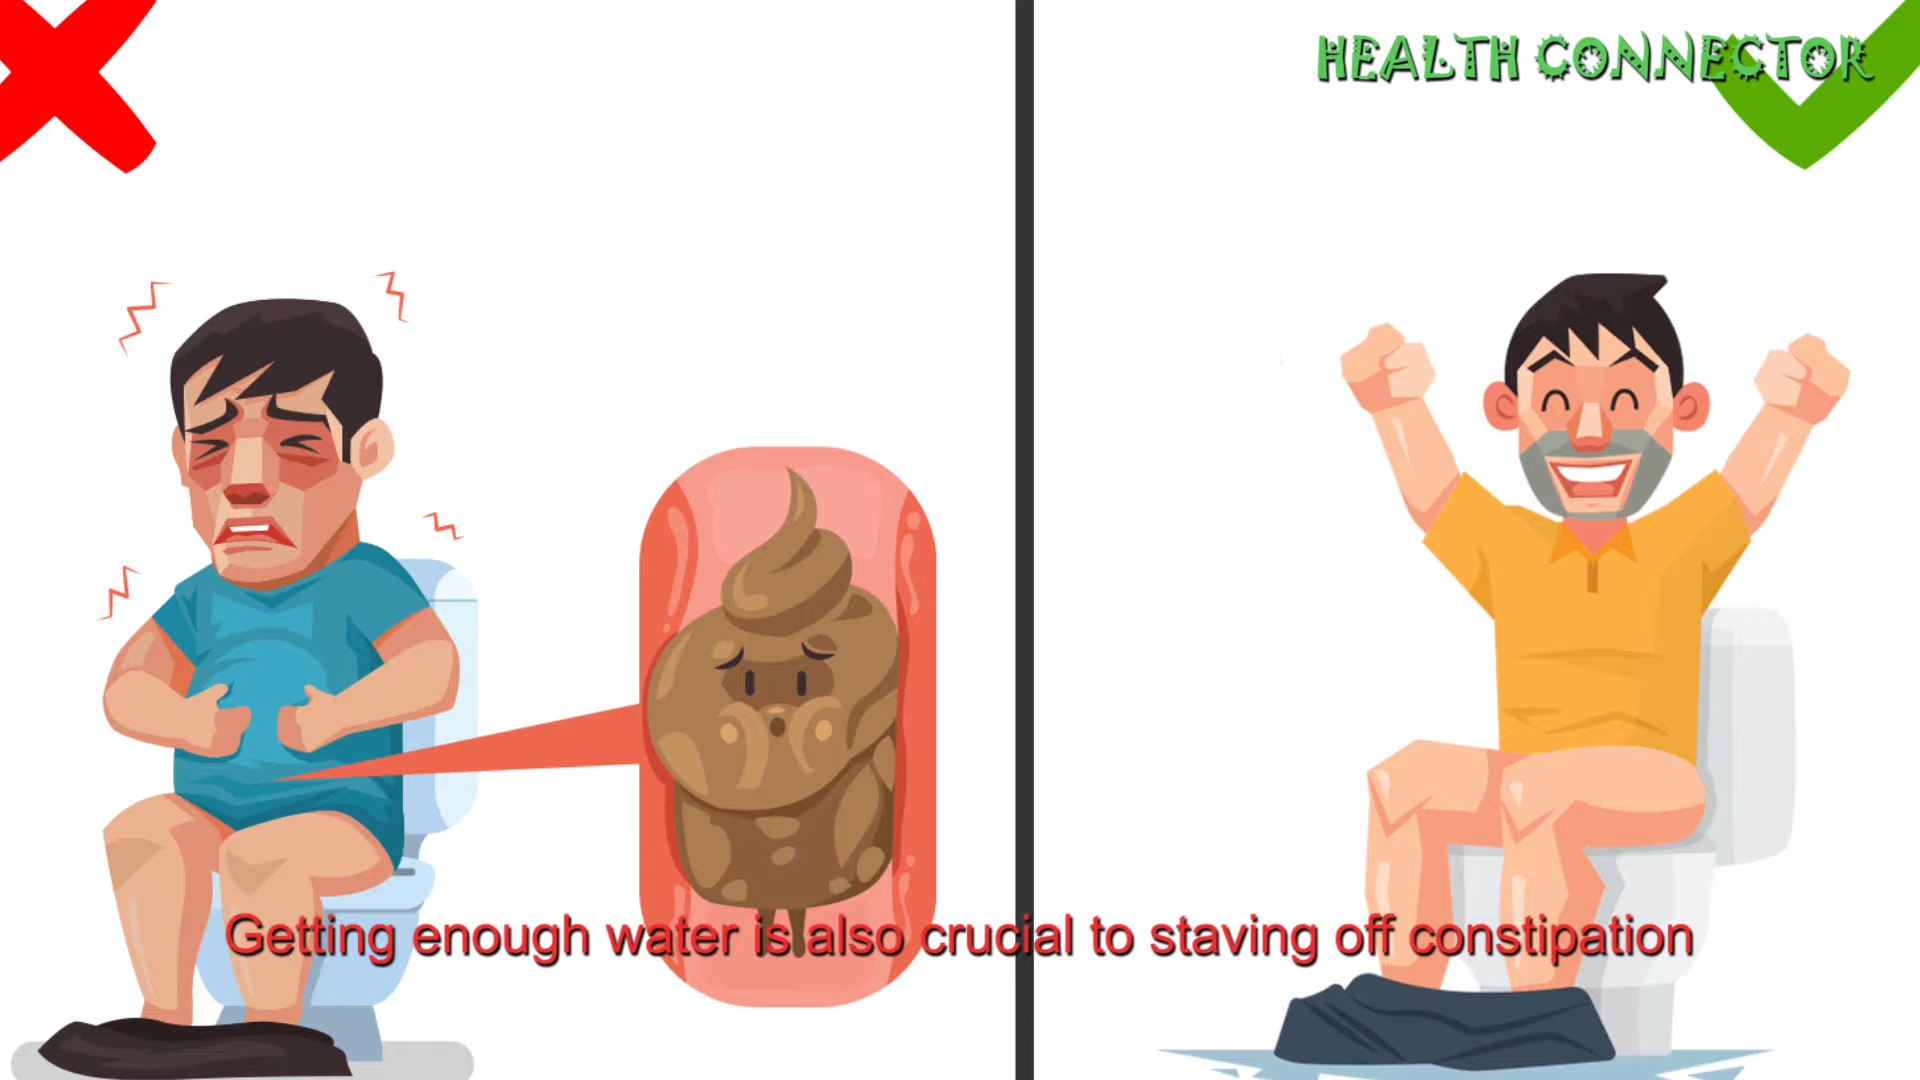 HEALTH CONNECTOR
Getting enough water is also crucial to staving off constipation